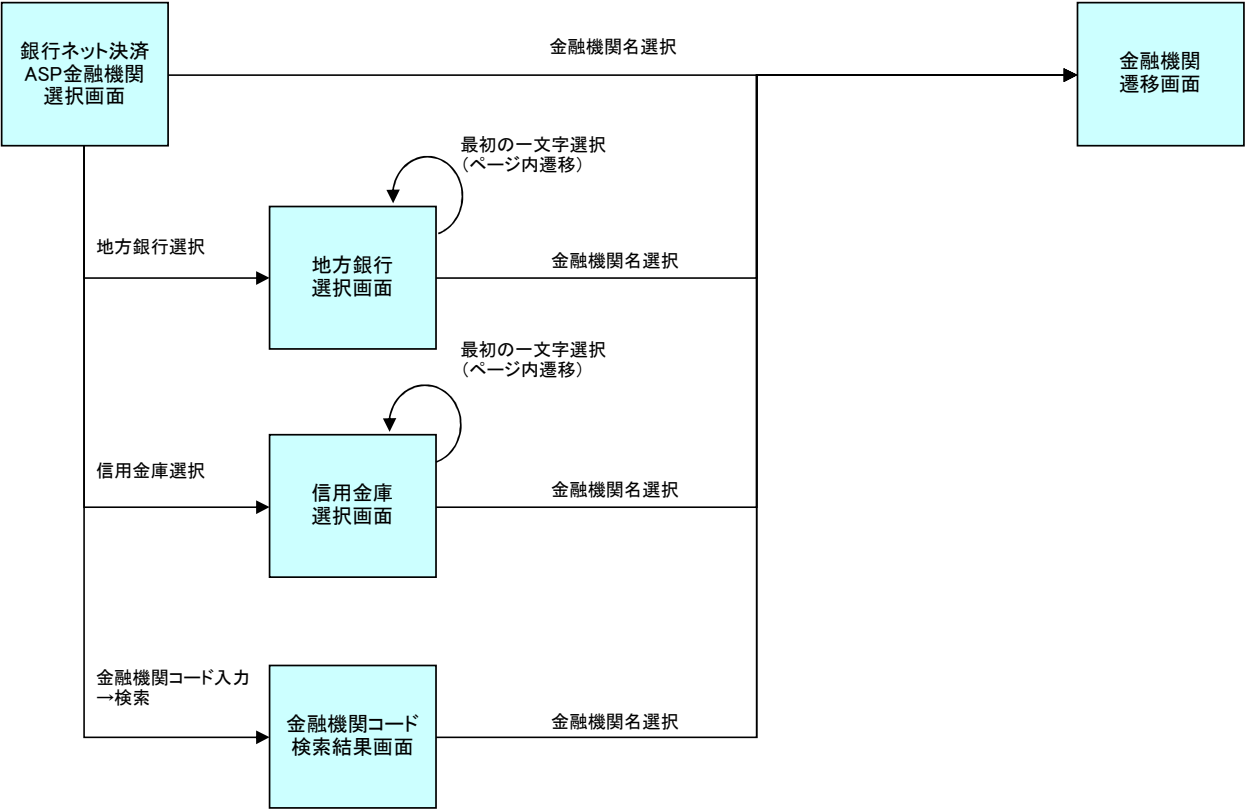 銀行ネット決済
ASP金融機関
選択画面
金融機関名選択
金融機関
遷移画面
最初の一文字選択
(ページ内遷移)
地方銀行選択
地方銀行
選択画面
金融機関名選択
最初の一文字選択
(ページ内遷移)
信用金庫選択
信用金庫
選択画面
金融機関名選択
金融機関コード入力
→検索
金融機関コード
検索結果画面
金融機関名選択